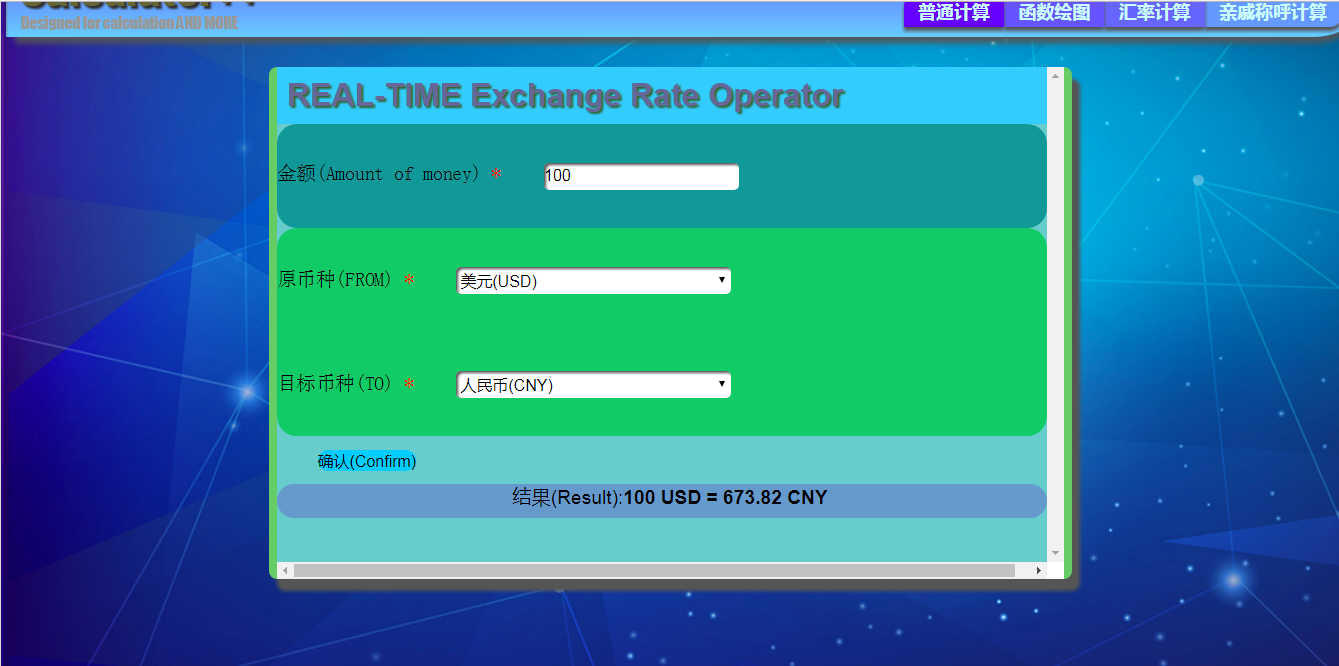 Calculator++
Designed for calculation AND MORE
普通计算 函数绘图 汇率计算 亲戚称呼计算
REAL-TIME Exchange Rate Operator
金额(Amount of money) * 100
原币种(FROM) * 美元(USD)
目标币种(TO) * 人民币(CNY)
确认(Confirm)
结果(Result):100 USD = 673.82 CNY